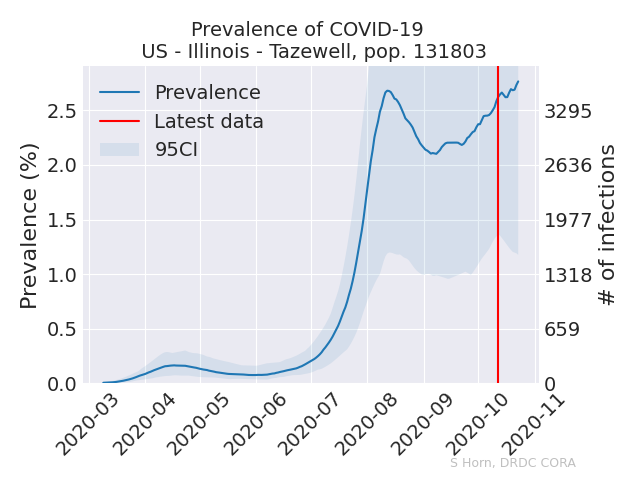 Prevalence of COVID-19
US - Illinois - Tazewell, pop. 131803
Prevalence
Latest data
95CI
Prevalence (%)
2.5
2.0
1.5
1.0
0.5
0.0
3295
2636
1977
1318
659
0
# of infections
2020-03
2020-04
2020-05
2020-06
2020-07
2020-08
2020-09
2020-10
2020-11
S Horn, DRDC CORA